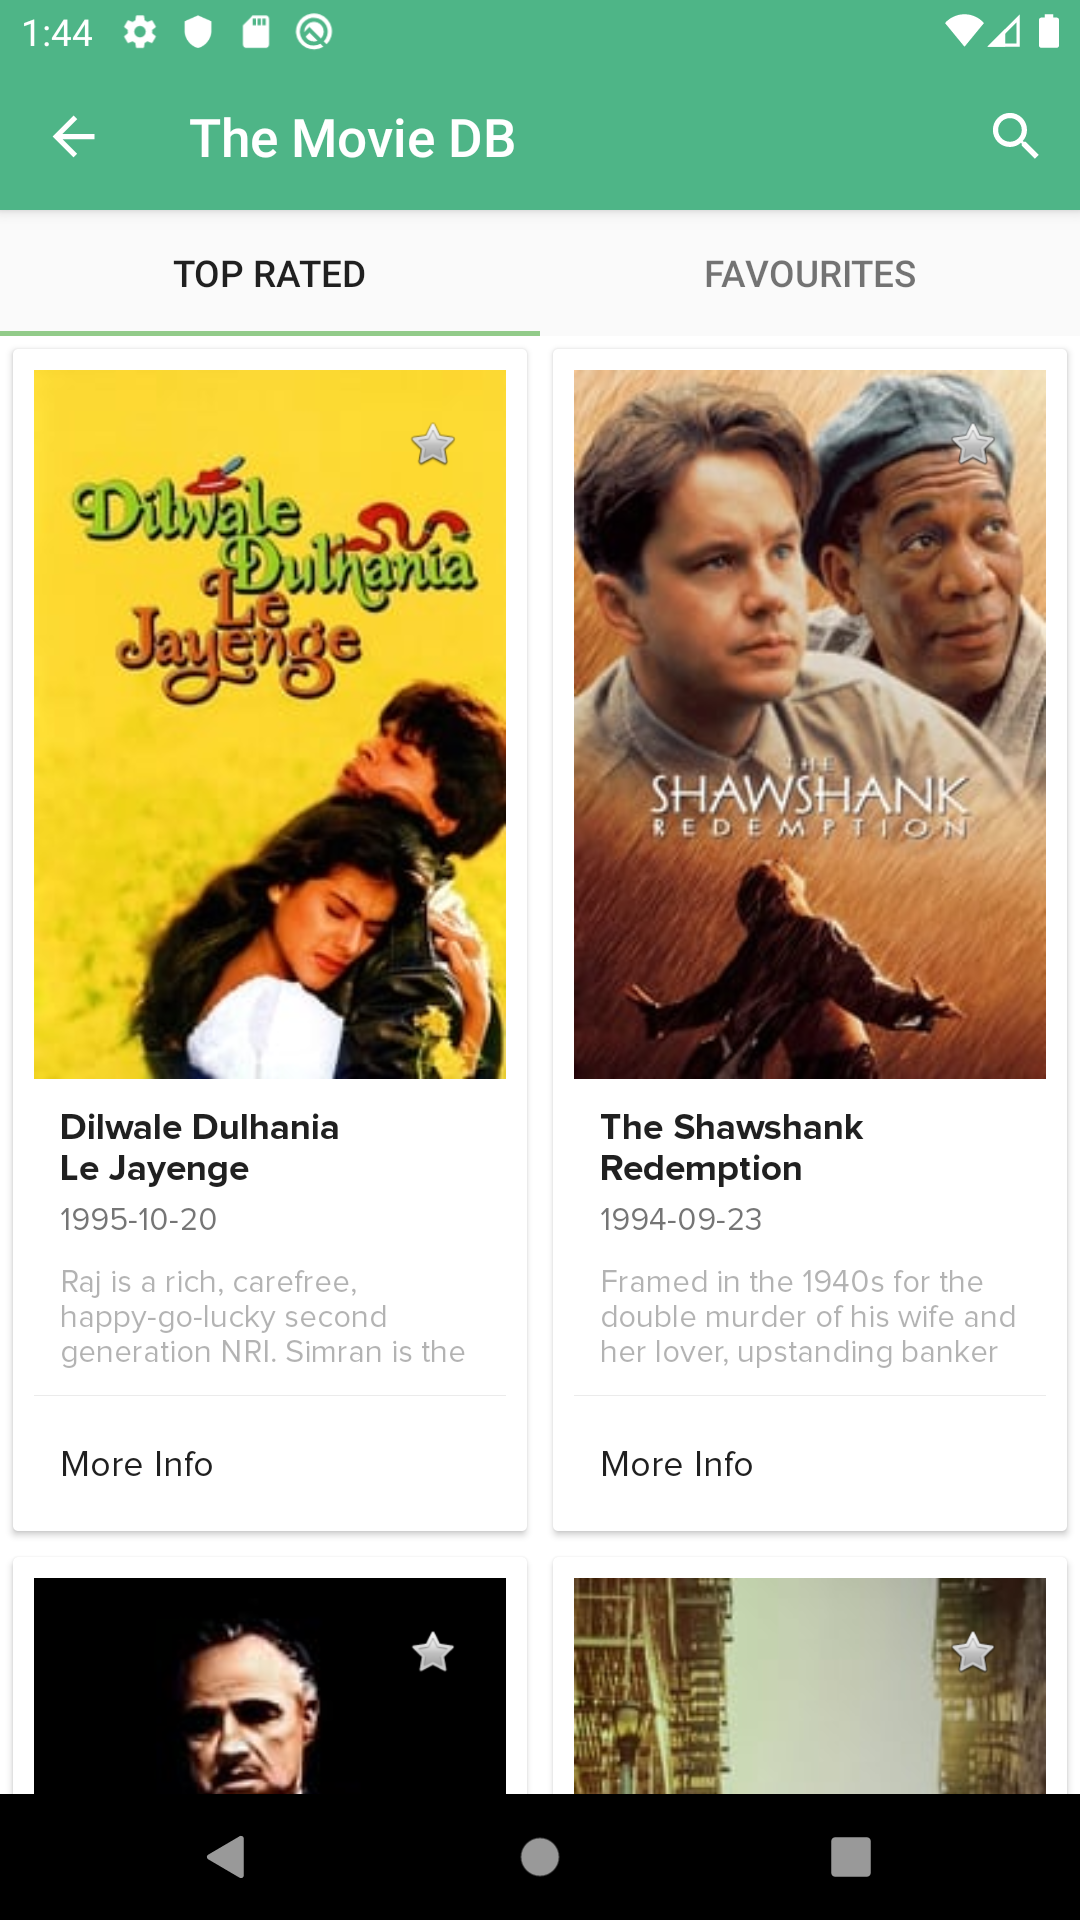 1:44
The Movie DB
TOP RATED
FAVOURITES
Dilwale
Dulhania
Le
Jayenge
THE
SHAWSHANK
REDEMPTION
Dilwale Dulhania
Le Jayenge
1995-10-20
Raj is a rich, carefree,
happy-go-lucky second
generation NRI. Simran is the
More Info
The Shawshank
Redemption
1994-09-23
Framed in the 1940s for the
double murder of his wife and
her lover, upstanding banker
More Info